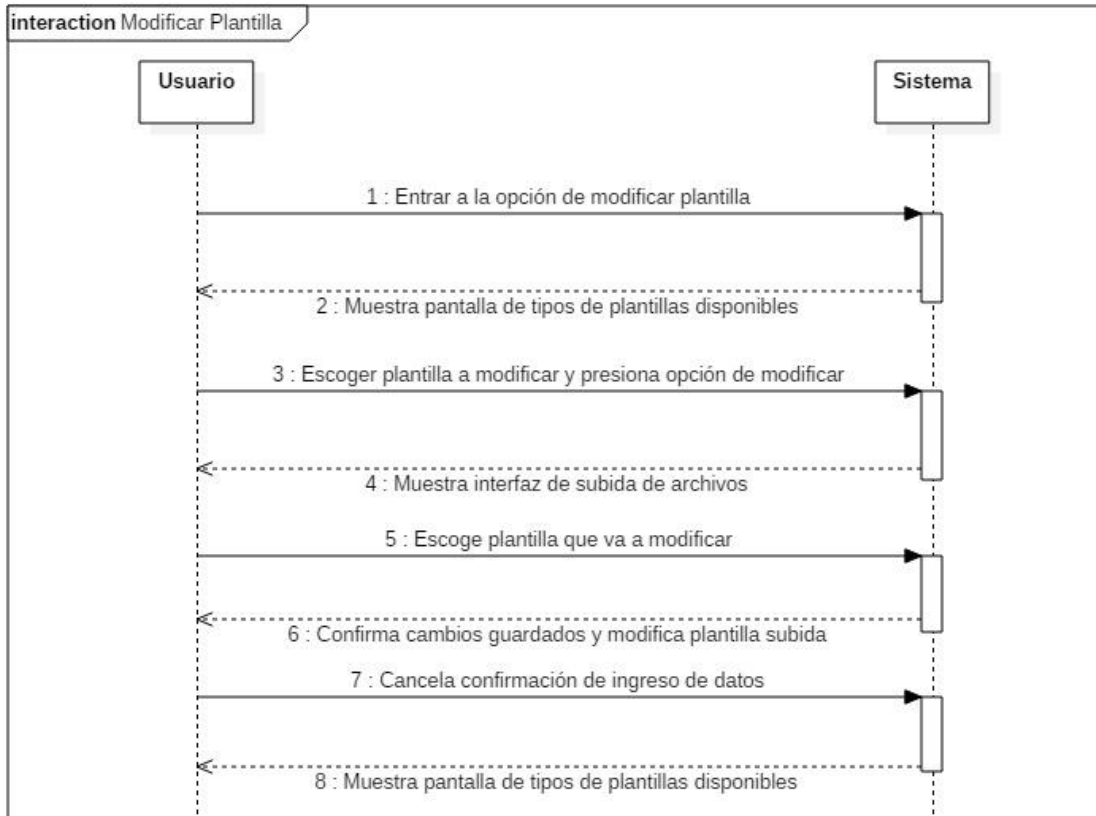 interaction Modificar Plantilla
Usuario
Sistema
1 : Entrar a la opción de modificar plantilla
2 : Muestra pantalla de tipos de plantillas disponibles
3 : Escoger plantilla a modificar y presiona opción de modificar
4 : Muestra interfaz de subida de archivos
5 : Escoge plantilla que va a modificar
6 : Confirma cambios guardados y modifica plantilla subida
7 : Cancela confirmación de ingreso de datos
8 : Muestra pantalla de tipos de plantillas disponibles